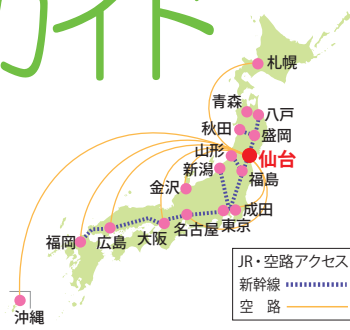 ガイド
札幌
青森
八戸
秋田
盛岡
山形
仙台
新潟
福島
金沢
成田
東京
名古屋
大阪
広島
福岡
沖縄
JR・空路アクセス
新幹線
空 路